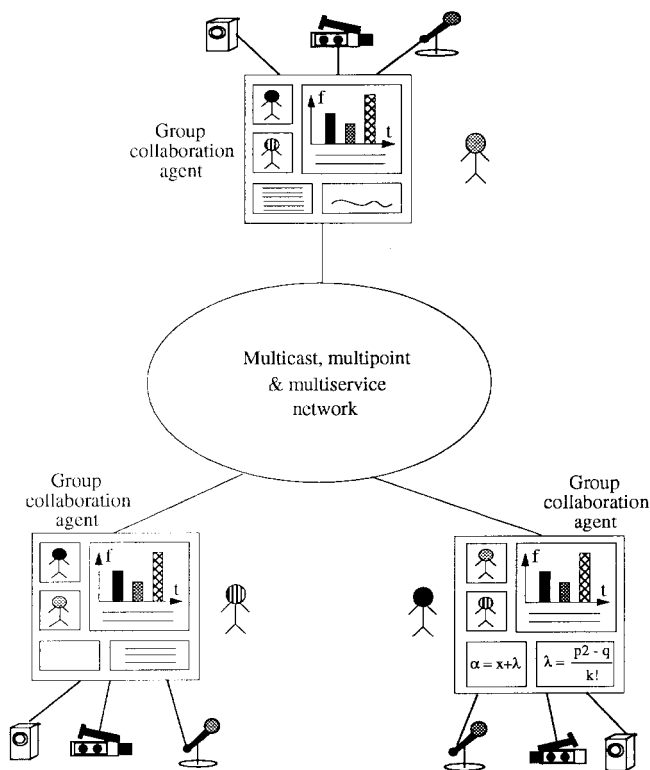 f
t
Group
collaboration
agent
Multicast, multipoint
& multiservice
network
Group
collaboration
agent
f
t
Group
collaboration
agent
f
t
α = x+λ
λ = p2 - q
k!